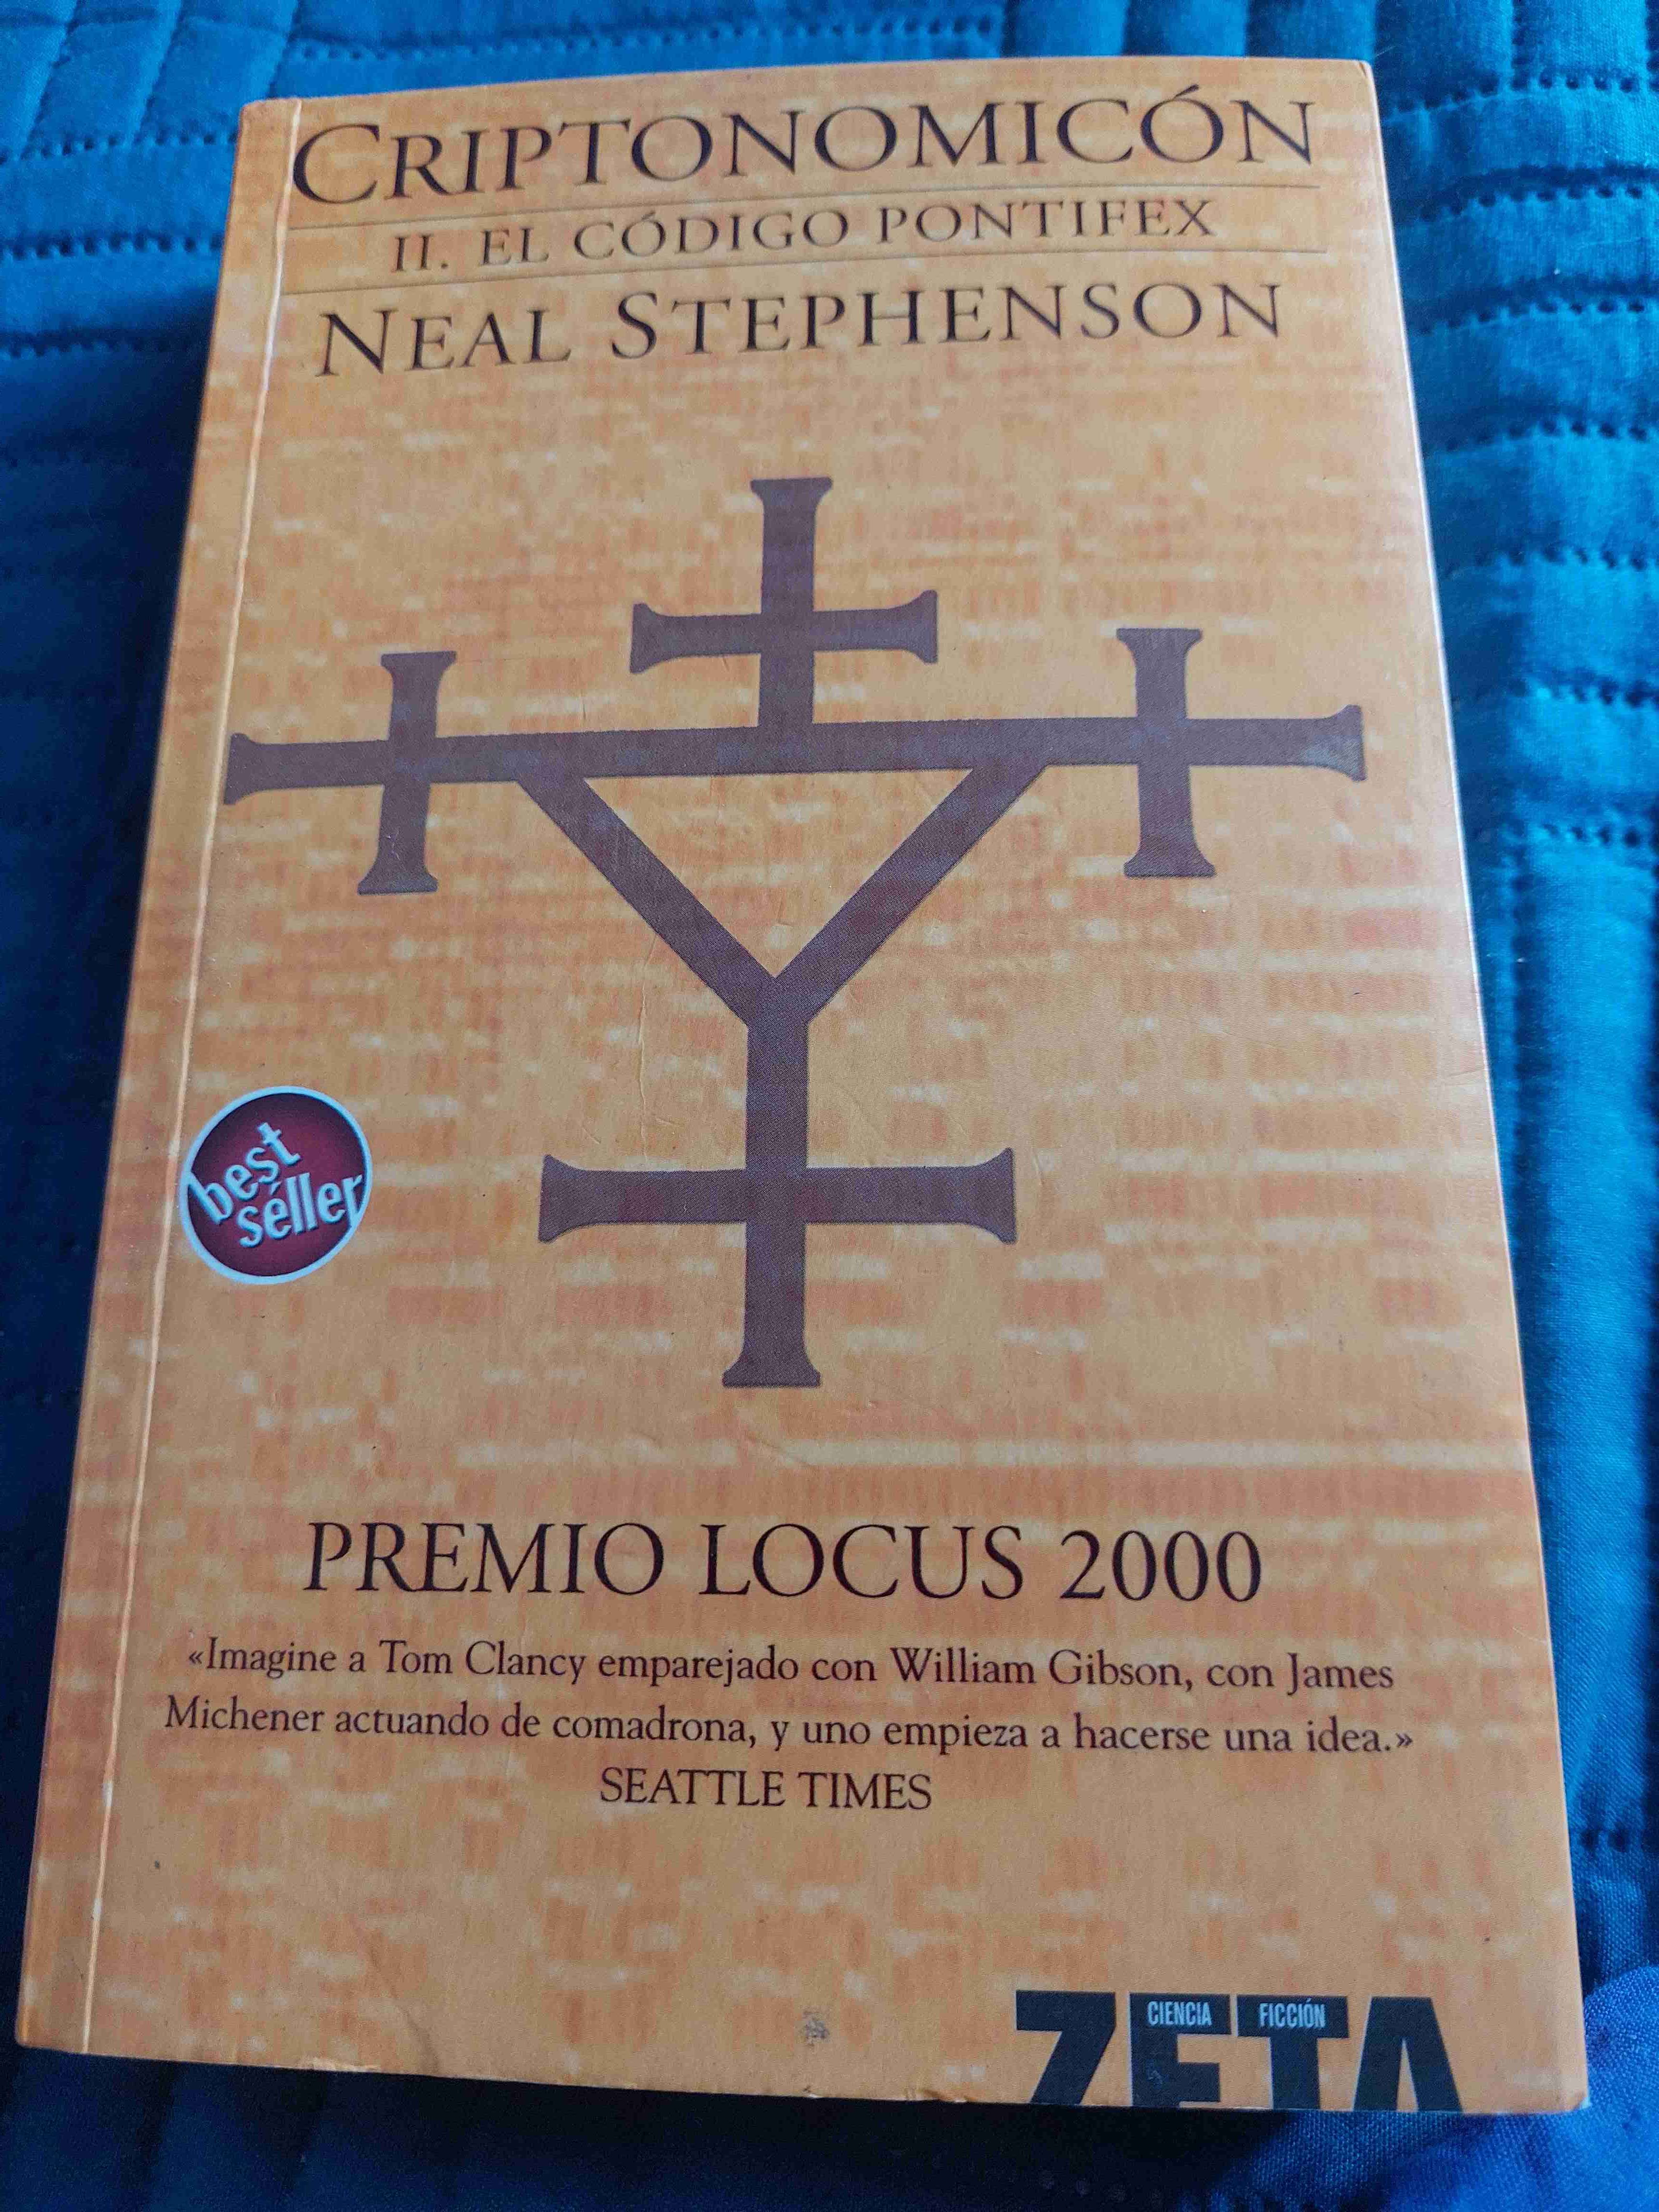 CRIPTONOMICÓN
II. EL CÓDIGO PONTIFEX
NEAL STEPHENSON
best
séller
PREMIO LOCUS 2000
«Imagine a Tom Clancy emparejado con William Gibson, con James
Michener actuando de comadrona, y uno empieza a hacerse una idea.»
SEATTLE TIMES
CIENCIA FICCIÓN
ZETA